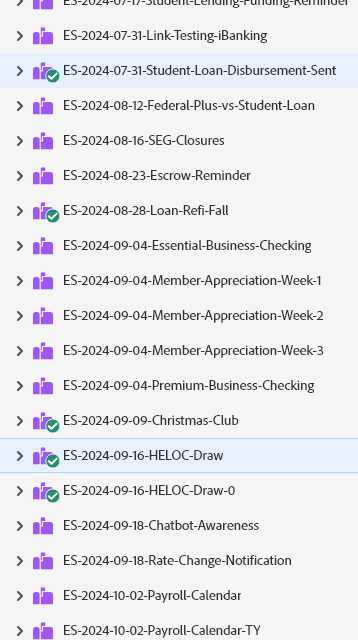 ES-2024-07-17-Student-Lending-Funding-Reminder
ES-2024-07-31-Link-Testing-iBanking
ES-2024-07-31-Student-Loan-Disbursement-Sent
ES-2024-08-12-Federal-Plus-vs-Student-Loan
ES-2024-08-16-SEG-Closures
ES-2024-08-23-Escrow-Reminder
ES-2024-08-28-Loan-Refi-Fall
ES-2024-09-04-Essential-Business-Checking
ES-2024-09-04-Member-Appreciation-Week-1
ES-2024-09-04-Member-Appreciation-Week-2
ES-2024-09-04-Member-Appreciation-Week-3
ES-2024-09-04-Premium-Business-Checking
ES-2024-09-09-Christmas-Club
ES-2024-09-16-HELOC-Draw
ES-2024-09-16-HELOC-Draw-0
ES-2024-09-18-Chatbot-Awareness
ES-2024-09-18-Rate-Change-Notification
ES-2024-10-02-Payroll-Calendar
ES-2024-10-02-Payroll-Calendar-TY